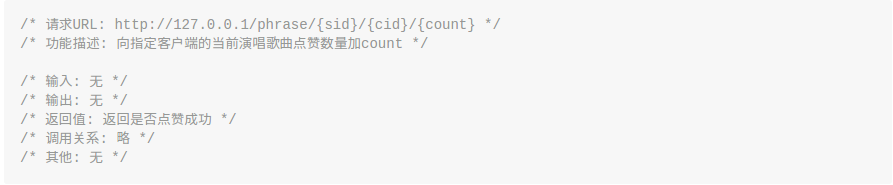 /* 请求URL: http://127.0.0.1/phrase/{sid}/{cid}/{count} */
/* 功能描述: 向指定客户端的当前演唱歌曲点赞数量加count */
/* 输入: 无 */
/* 输出: 无 */
/* 返回值: 返回是否点赞成功 */
/* 调用关系: 略 */
/* 其他: 无 */